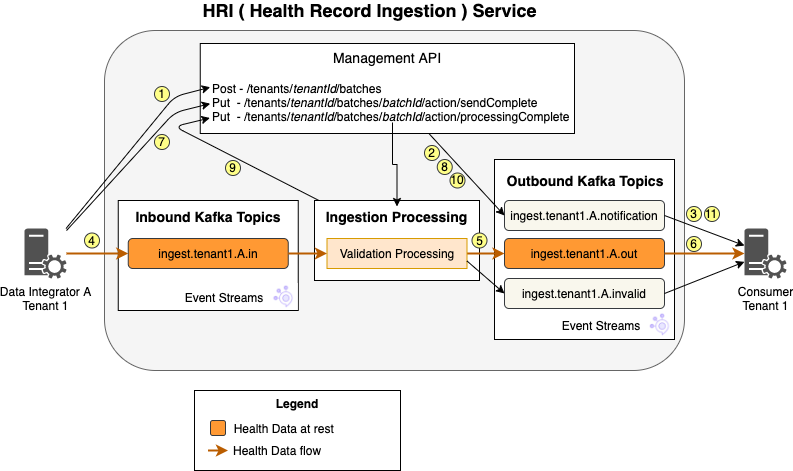 HRI ( Health Record Ingestion ) Service
Management API
Post - /tenants/tenantId/batches
Put - /tenants/tenantId/batches/batchId/action/sendComplete
Put - /tenants/tenantId/batches/batchId/action/processingComplete
1
7
9
2
8
10
Inbound Kafka Topics
ingest.tenant1.A.in
Event Streams
Ingestion Processing
Validation Processing
Outbound Kafka Topics
ingest.tenant1.A.notification
ingest.tenant1.A.out
ingest.tenant1.A.invalid
Event Streams
4
5
3
11
6
Data Integrator A
Tenant 1
Consumer
Tenant 1
Legend
Health Data at rest
Health Data flow